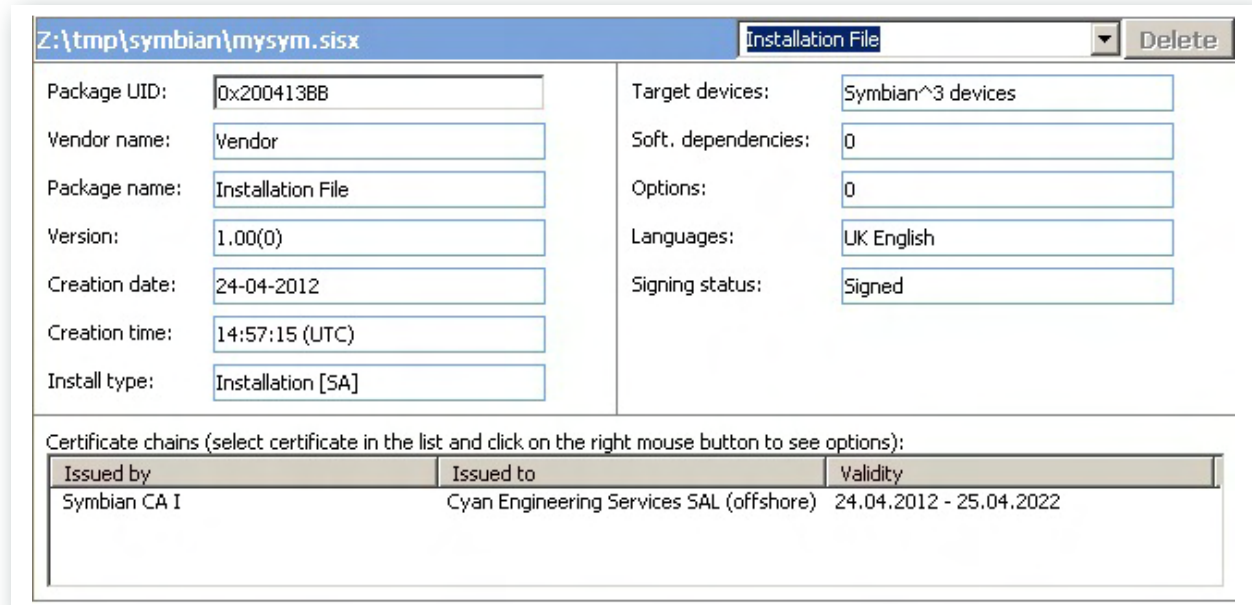 Z:\tmp\symbian\mysym.sisx Installation File Delete
Package UID: 0x200413BB
Vendor name: Vendor
Package name: Installation File
Version: 1.00(0)
Creation date: 24-04-2012
Creation time: 14:57:15 (UTC)
Install type: Installation [SA]
Target devices: Symbian^3 devices
Soft. dependencies: 0
Options: 0
Languages: UK English
Signing status: Signed
Certificate chains (select certificate in the list and click on the right mouse button to see options):
Issued by Issued to Validity
Symbian CA I Cyan Engineering Services SAL (offshore) 24.04.2012 - 25.04.2022